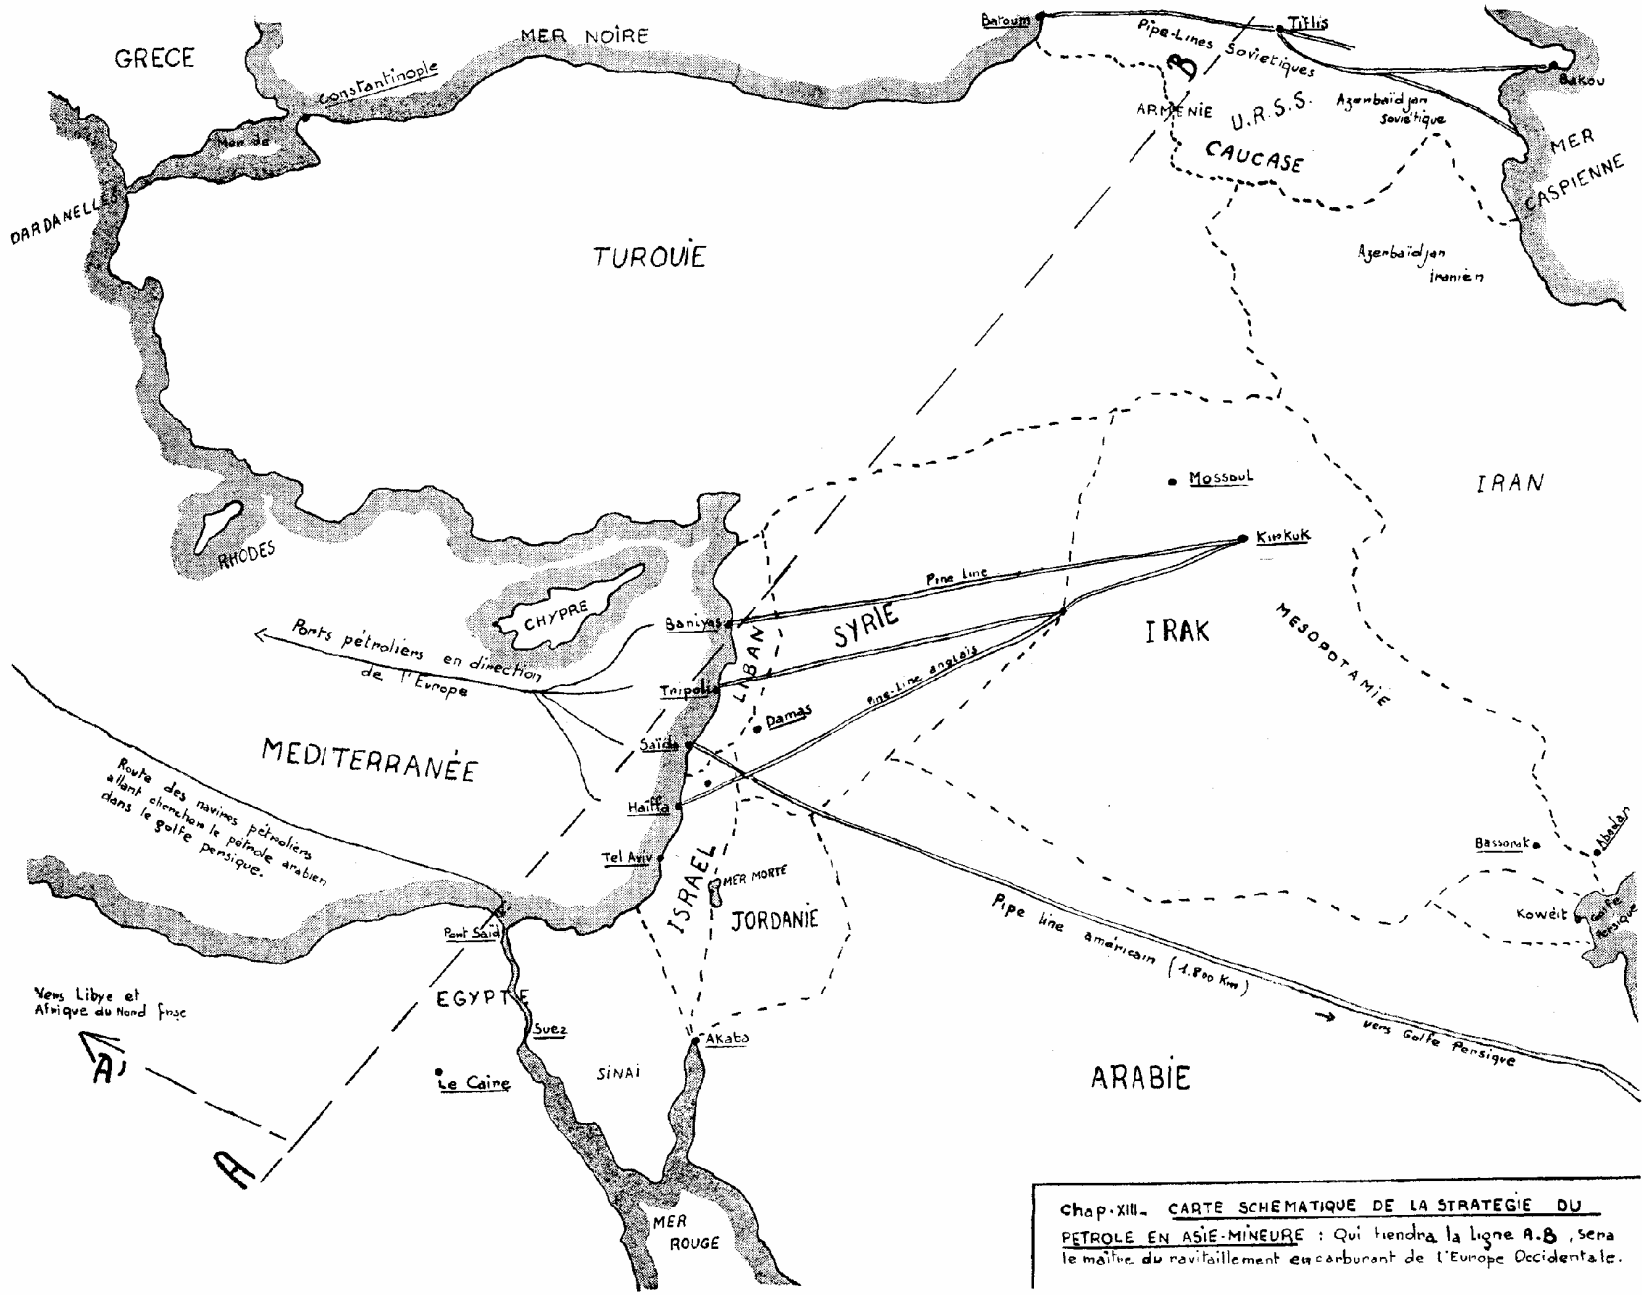 GRECE
MER NOIRE
Constantinople
Mer de
DARDANELLES
TURQUIE
Batoum
Tiflis
Pipe-Lines Soviétiques
B
Bakou
ARMENIE
U.R.S.S.
Azerbaïdjan
soviétique
CAUCASE
MER
CASPIENNE
Azerbaïdjan
Iranien
IRAN
Mossoul
Kirkuk
RHODES
CHYPRE
Pipe Line
Baniyas
SYRIE
IRAK
MESOPOTAMIE
LIBAN
Ports pétroliers en direction
de l'Europe
Tripolis
Pipe-Line anglais
Damas
Saïda
MEDITERRANÉE
Route des navires pétroliers
allant chercher le pétrole arabien
dans le golfe persique.
Haïffa
Tel Aviv
ISRAEL
MER MORTE
JORDANIE
Bassorak
Abadan
Koweit
Golfe
Persique
Port Saïd
Pipe line américain (1.800 Km)
→ vers Golfe Persique
Vers Libye et
Afrique du Nord frse
A'
EGYPTE
Suez
Akaba
SINAI
Le Caire
ARABIE
A
MER
ROUGE
Chap. XIII_ CARTE SCHEMATIQUE DE LA STRATEGIE DU
PETROLE EN ASIE-MINEURE : Qui tiendra la ligne A.B, sera
le maître du ravitaillement en carburant de l'Europe Occidentale.